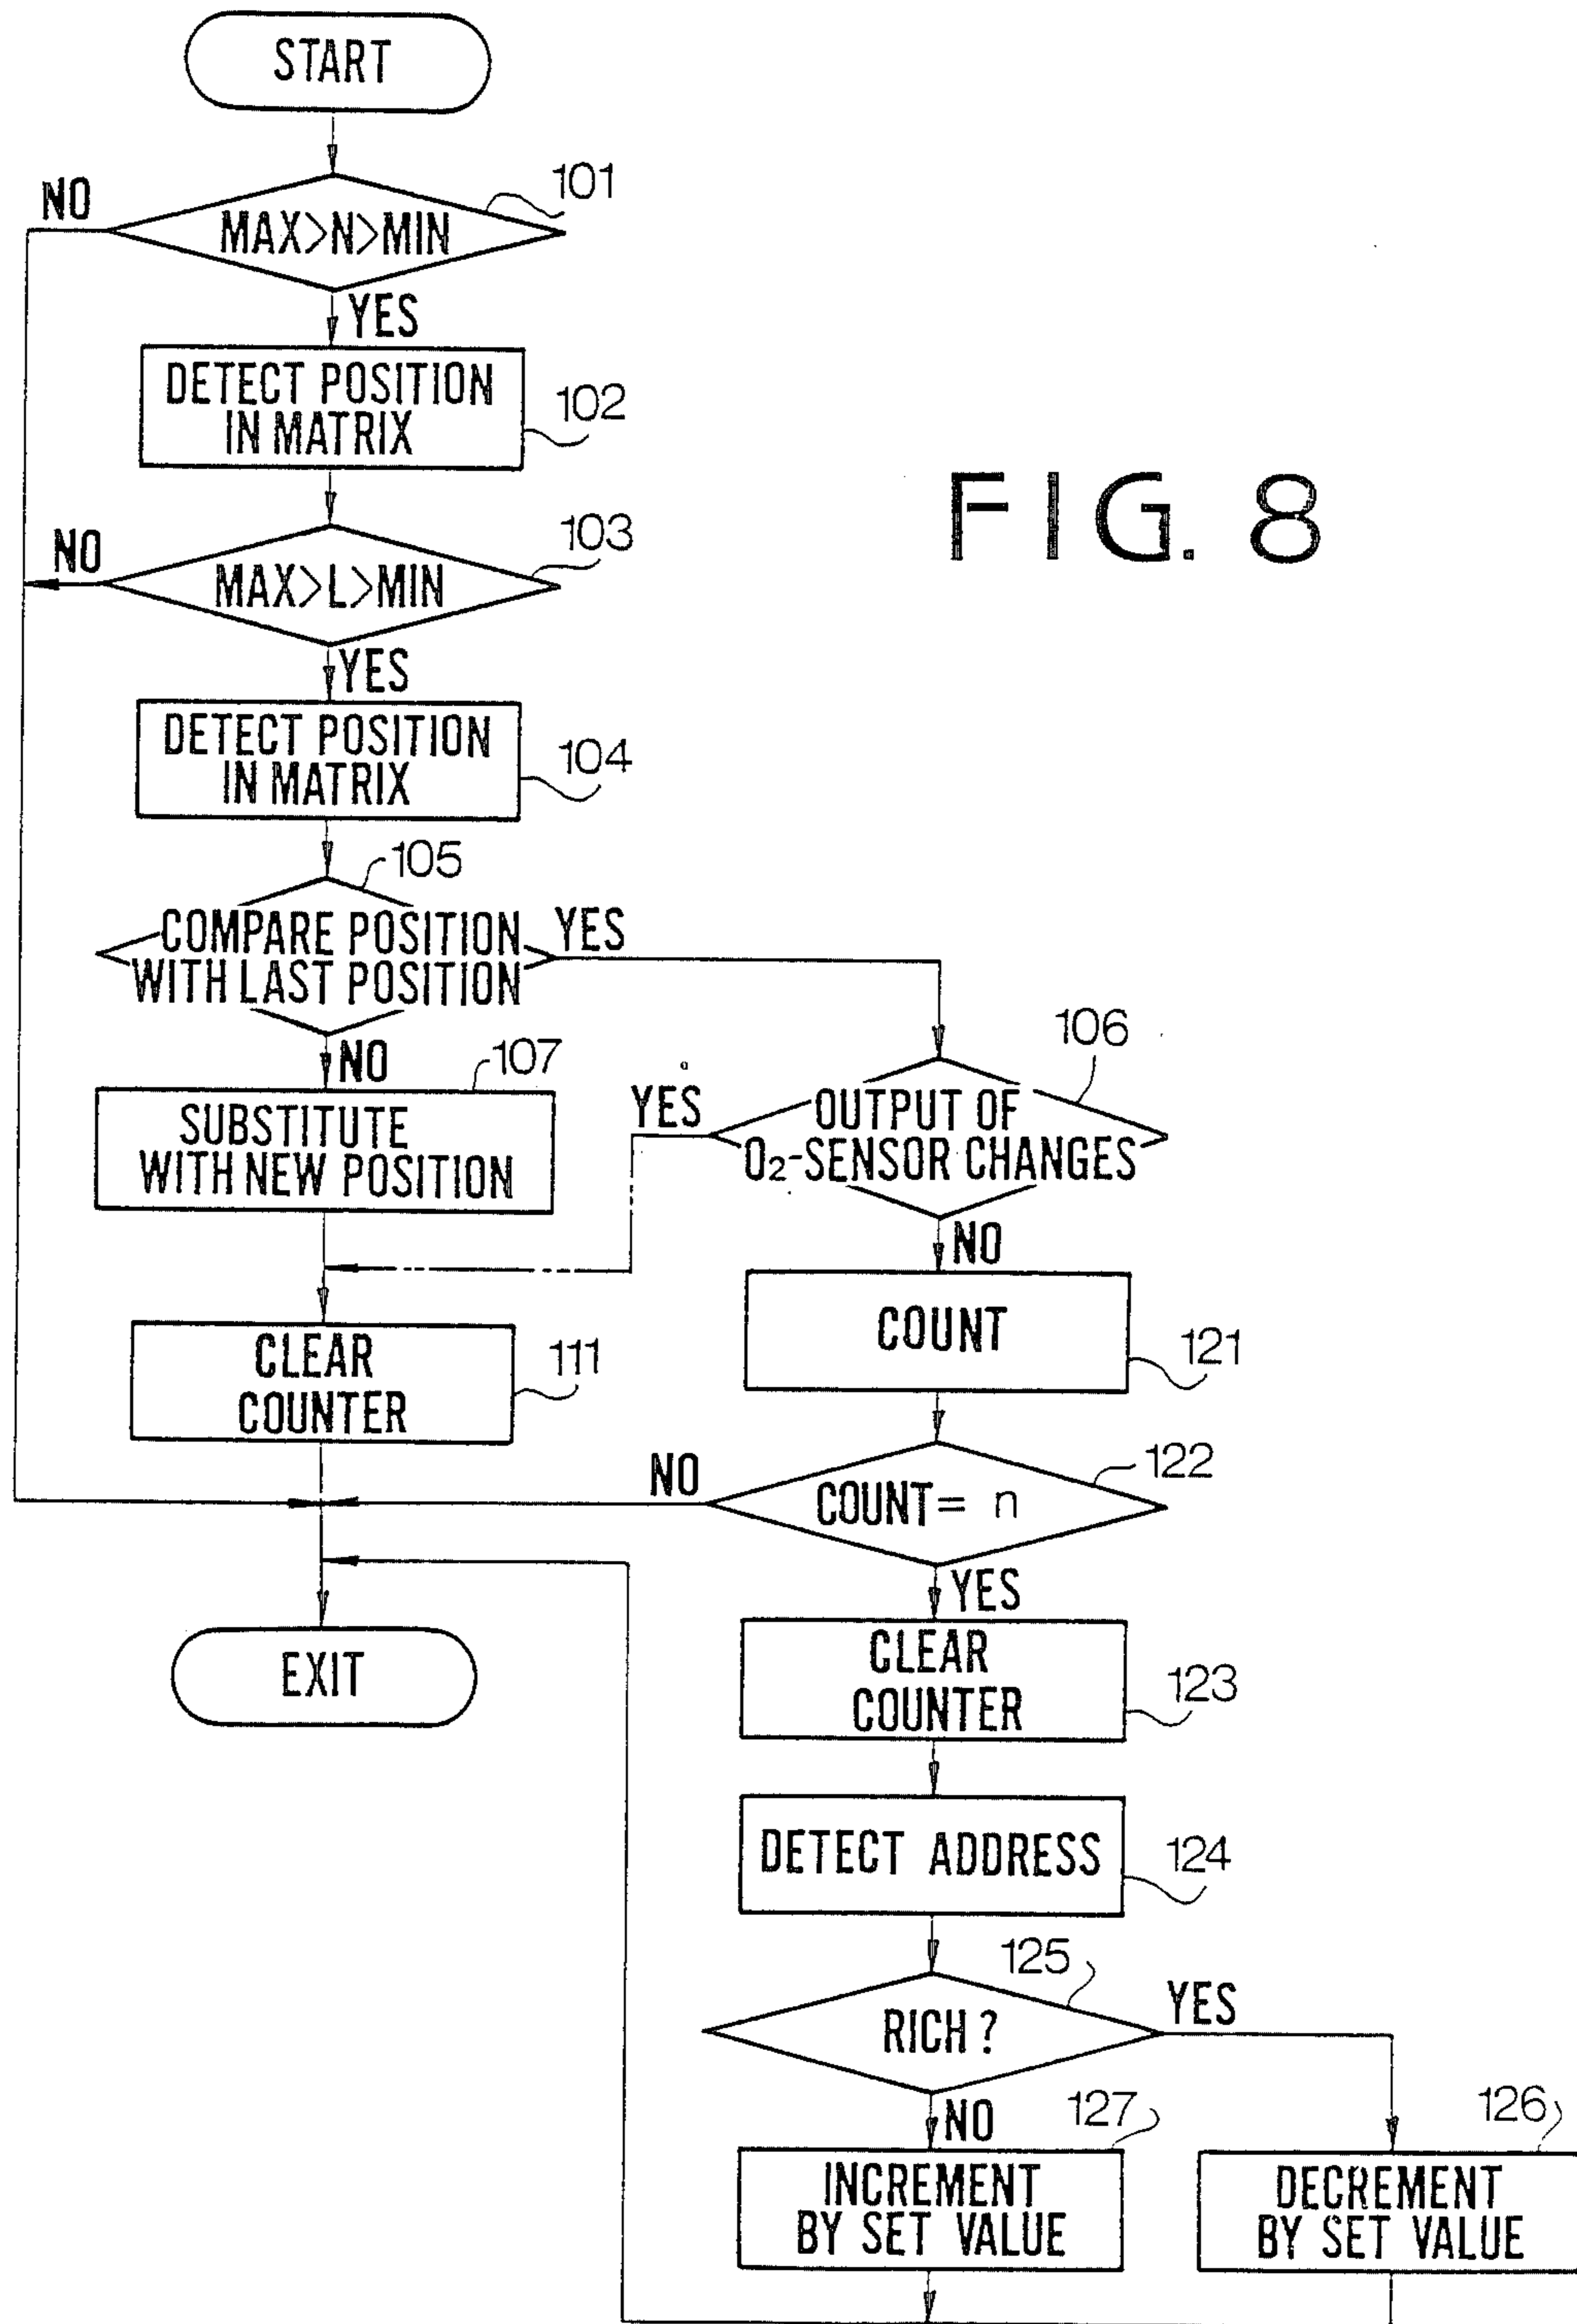 START
101
NO
MAX>N>MIN
YES
DETECT POSITION
IN MATRIX
102
FIG. 8
103
NO
MAX>L>MIN
YES
DETECT POSITION
IN MATRIX
104
105
COMPARE POSITION
WITH LAST POSITION
YES
NO
107
106
SUBSTITUTE
WITH NEW POSITION
YES
OUTPUT OF
O₂-SENSOR CHANGES
NO
CLEAR
COUNTER
111
COUNT
121
122
NO
COUNT = n
YES
EXIT
CLEAR
COUNTER
123
DETECT ADDRESS
124
125
RICH ?
YES
NO
127
126
INCREMENT
BY SET VALUE
DECREMENT
BY SET VALUE